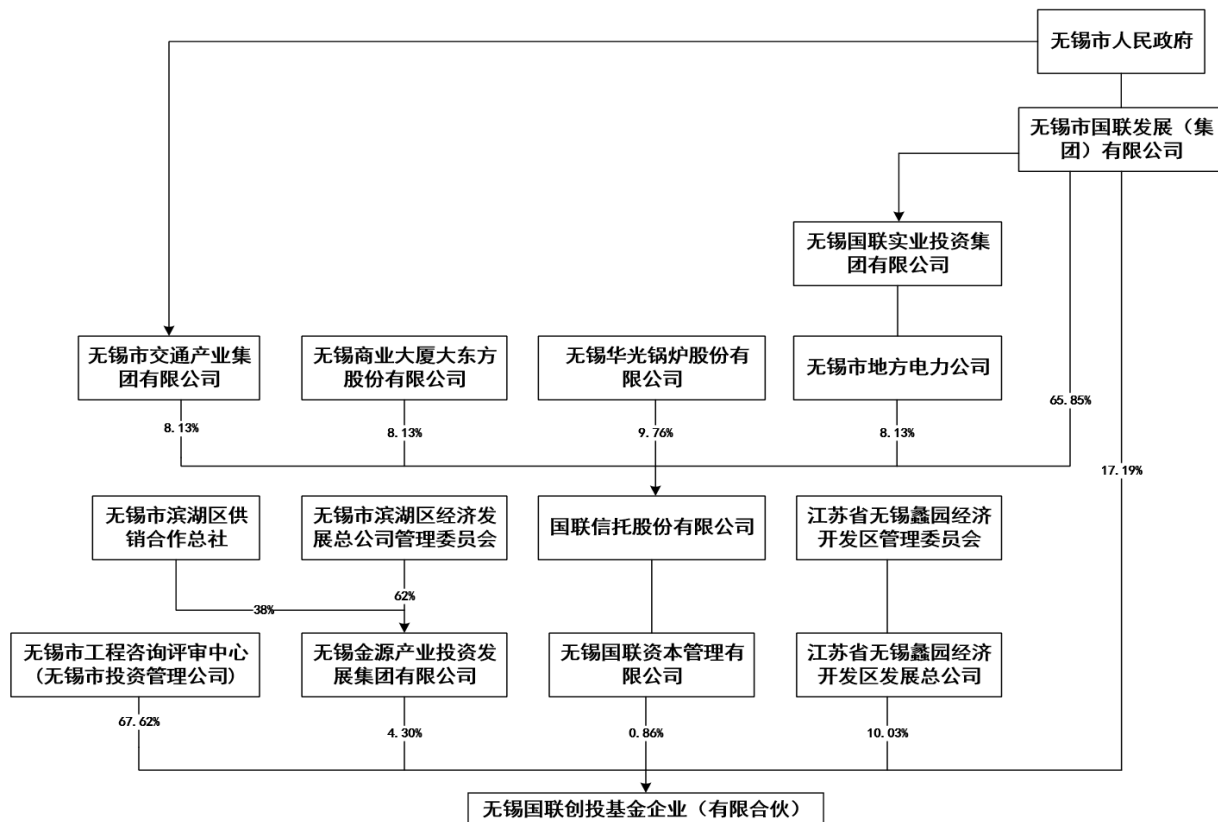 无锡市人民政府
无锡市国联发展（集
团）有限公司
无锡国联实业投资集
团有限公司
无锡市交通产业集
团有限公司
无锡商业大厦大东方
股份有限公司
无锡华光锅炉股份有
限公司
无锡市地方电力公司
8.13%
8.13%
9.76%
8.13%
65.85%
17.19%
无锡市滨湖区供
销合作总社
无锡市滨湖区经济发
展总公司管理委员会
国联信托股份有限公司
江苏省无锡蠡园经济
开发区管理委员会
38%
62%
无锡市工程咨询评审中心
(无锡市投资管理公司)
无锡金源产业投资发
展集团有限公司
无锡国联资本管理有
限公司
江苏省无锡蠡园经济
开发区发展总公司
67.62%
4.30%
0.86%
10.03%
无锡国联创投基金企业（有限合伙）